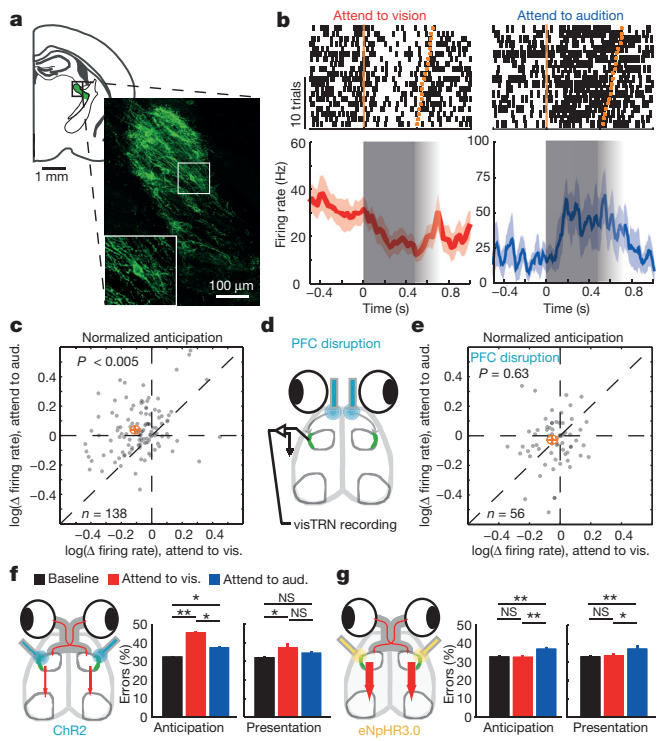 a
1 mm
100 μm
b
Attend to vision
Attend to audition
10 trials
Firing rate (Hz)
60
40
20
0
100
75
50
25
0
−0.4
0
0.4
0.8
−0.4
0
0.4
0.8
Time (s)
Time (s)
c
Normalized anticipation
P < 0.005
n = 138
log(Δ firing rate), attend to aud.
0.4
0.2
0
−0.2
−0.4
−0.4
−0.2
0
0.2
0.4
log(Δ firing rate), attend to vis.
d
PFC disruption
visTRN recording
e
Normalized anticipation
PFC disruption
P = 0.63
n = 56
log(Δ firing rate), attend to aud.
0.4
0.2
0
−0.2
−0.4
−0.4
−0.2
0
0.2
0.4
log(Δ firing rate), attend to vis.
f
Baseline
Attend to vis.
Attend to aud.
ChR2
Errors (%)
50
40
30
20
10
0
*
**
*
NS
*
NS
Anticipation
Presentation
g
eNpHR3.0
Errors (%)
50
40
30
20
10
0
**
NS
**
**
NS
*
Anticipation
Presentation